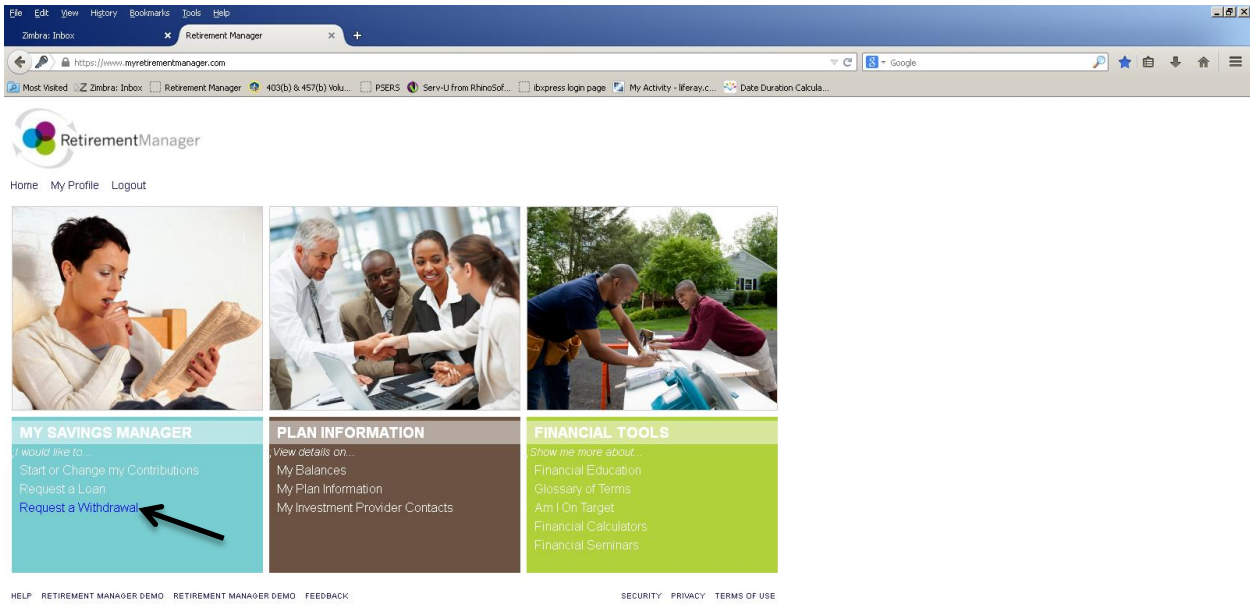 File Edit View History Bookmarks Tools Help
Zimbra: Inbox × Retirement Manager × +
https://www.myretirementmanager.com Google
Most Visited Zimbra: Inbox Retirement Manager 403(b) & 457(b) Volu... PSERS Serv-U from RhinoSof... ibxpress login page My Activity - liferay.c... Date Duration Calcula...
RetirementManager
Home My Profile Logout
MY SAVINGS MANAGER
;I would like to...
Start or Change my Contributions
Request a Loan
Request a Withdrawal
PLAN INFORMATION
;View details on...
My Balances
My Plan Information
My Investment Provider Contacts
FINANCIAL TOOLS
;Show me more about...
Financial Education
Glossary of Terms
Am I On Target
Financial Calculators
Financial Seminars
HELP RETIREMENT MANAGER DEMO RETIREMENT MANAGER DEMO FEEDBACK SECURITY PRIVACY TERMS OF USE